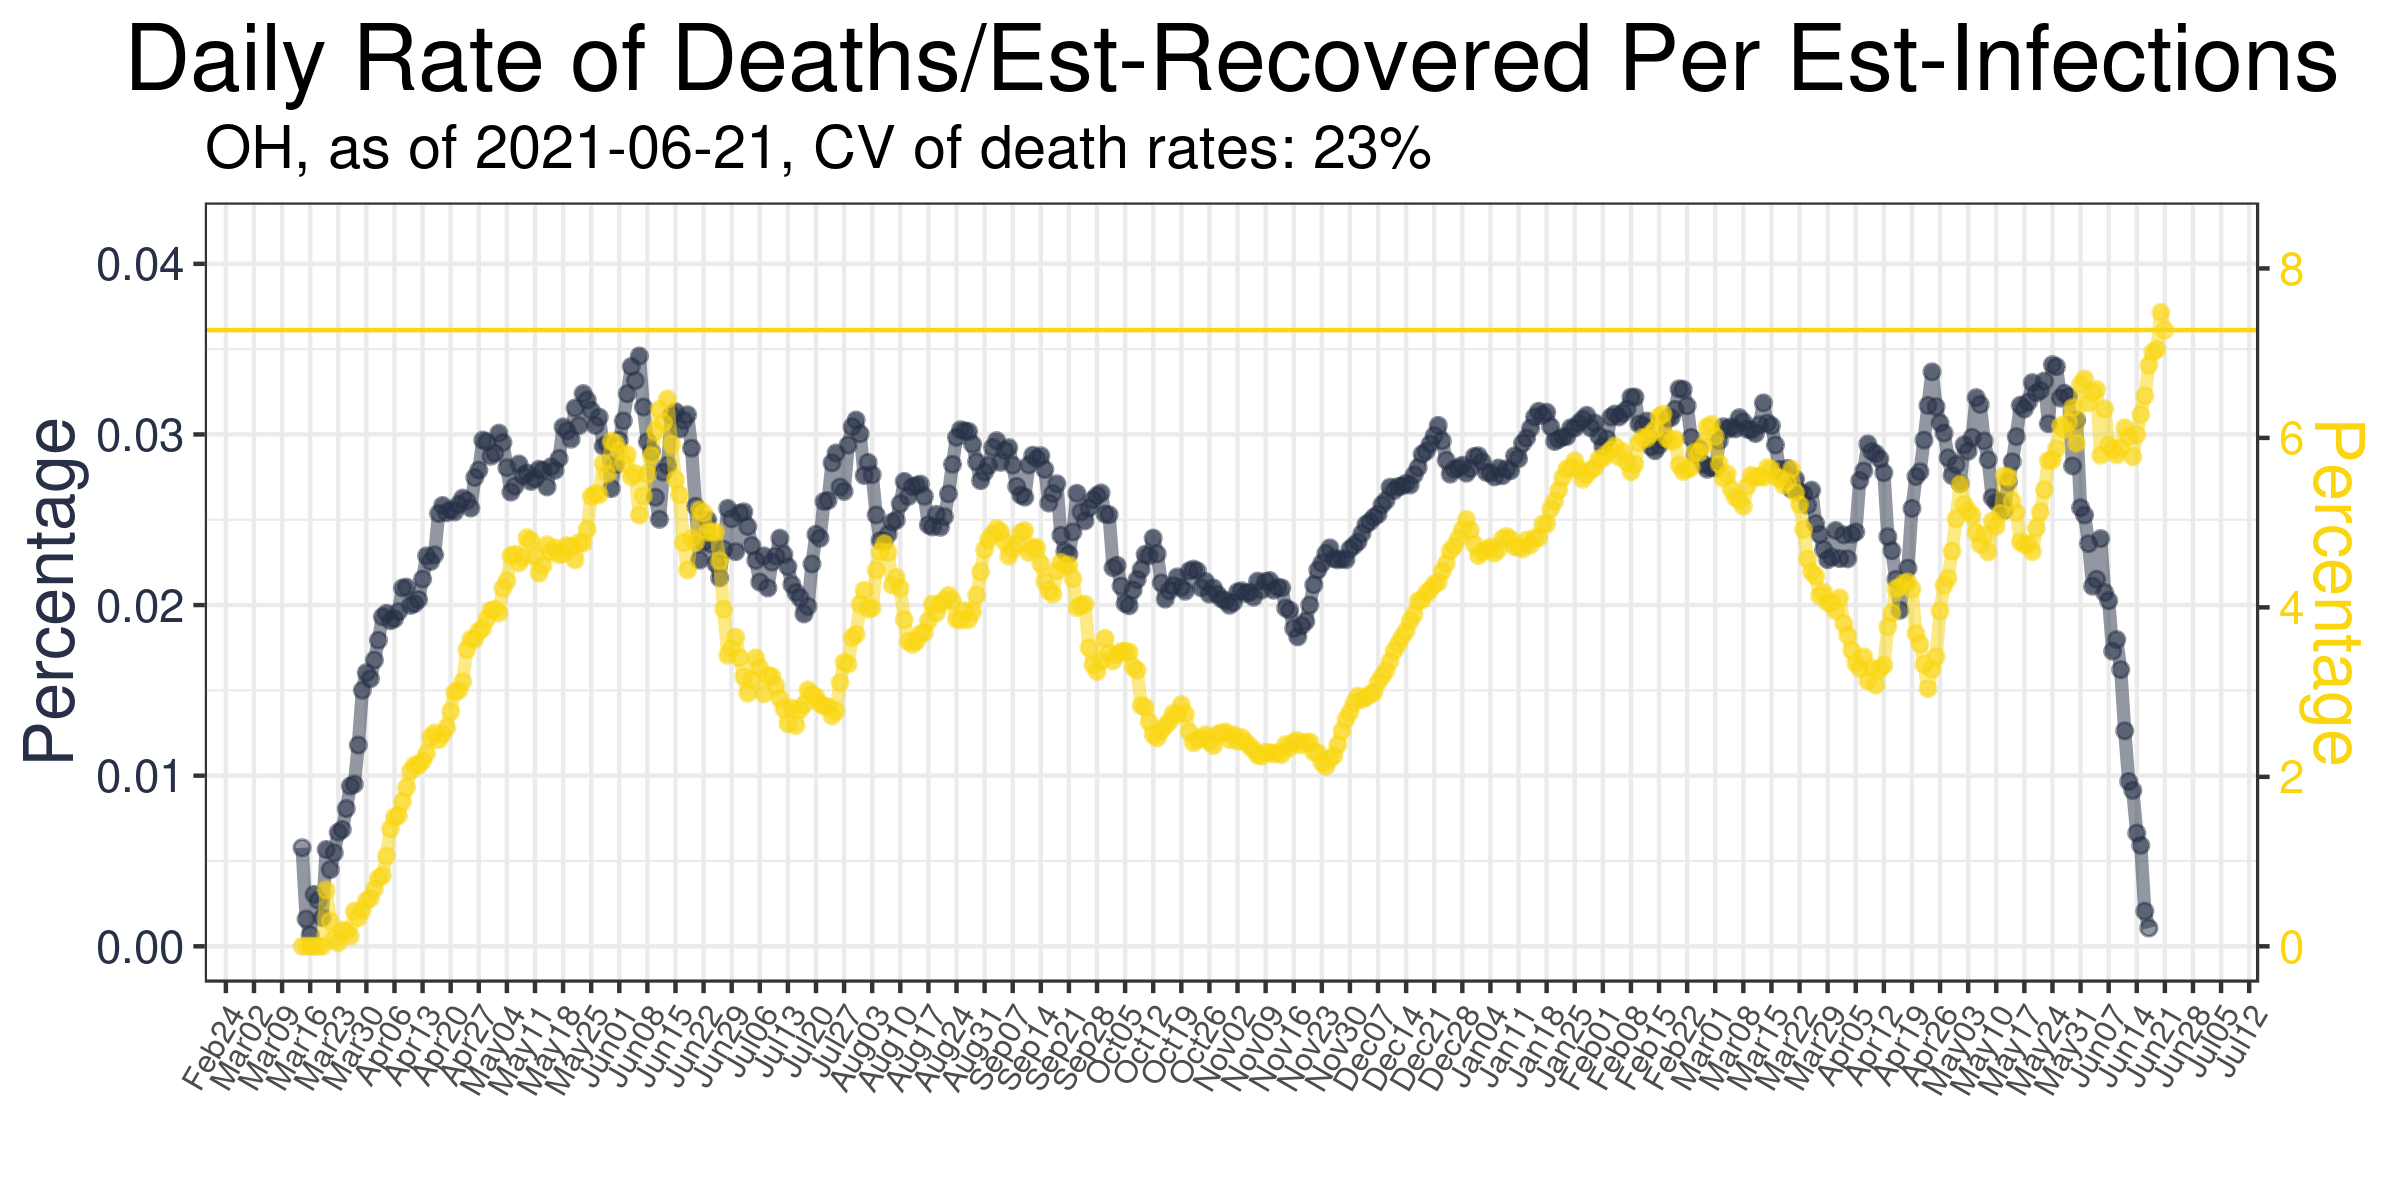 Daily Rate of Deaths/Est-Recovered Per Est-Infections
OH, as of 2021-06-21, CV of death rates: 23%
Percentage
0.04
0.03
0.02
0.01
0.00
8
6
4
2
0
Percentage
Feb24
Mar02
Mar09
Mar16
Mar23
Mar30
Apr06
Apr13
Apr20
Apr27
May04
May11
May18
May25
Jun01
Jun08
Jun15
Jun22
Jun29
Jul06
Jul13
Jul20
Jul27
Aug03
Aug10
Aug17
Aug24
Aug31
Sep07
Sep14
Sep21
Sep28
Oct05
Oct12
Oct19
Oct26
Nov02
Nov09
Nov16
Nov23
Nov30
Dec07
Dec14
Dec21
Dec28
Jan04
Jan11
Jan18
Jan25
Feb01
Feb08
Feb15
Feb22
Mar01
Mar08
Mar15
Mar22
Mar29
Apr05
Apr12
Apr19
Apr26
May03
May10
May17
May24
May31
Jun07
Jun14
Jun21
Jun28
Jul05
Jul12